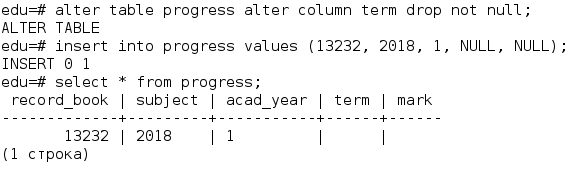 edu=# alter table progress alter column term drop not null;
ALTER TABLE
edu=# insert into progress values (13232, 2018, 1, NULL, NULL);
INSERT 0 1
edu=# select * from progress;
 record_book | subject | acad_year | term | mark
-------------+---------+-----------+------+------
       13232 | 2018    | 1         |      |
(1 строка)